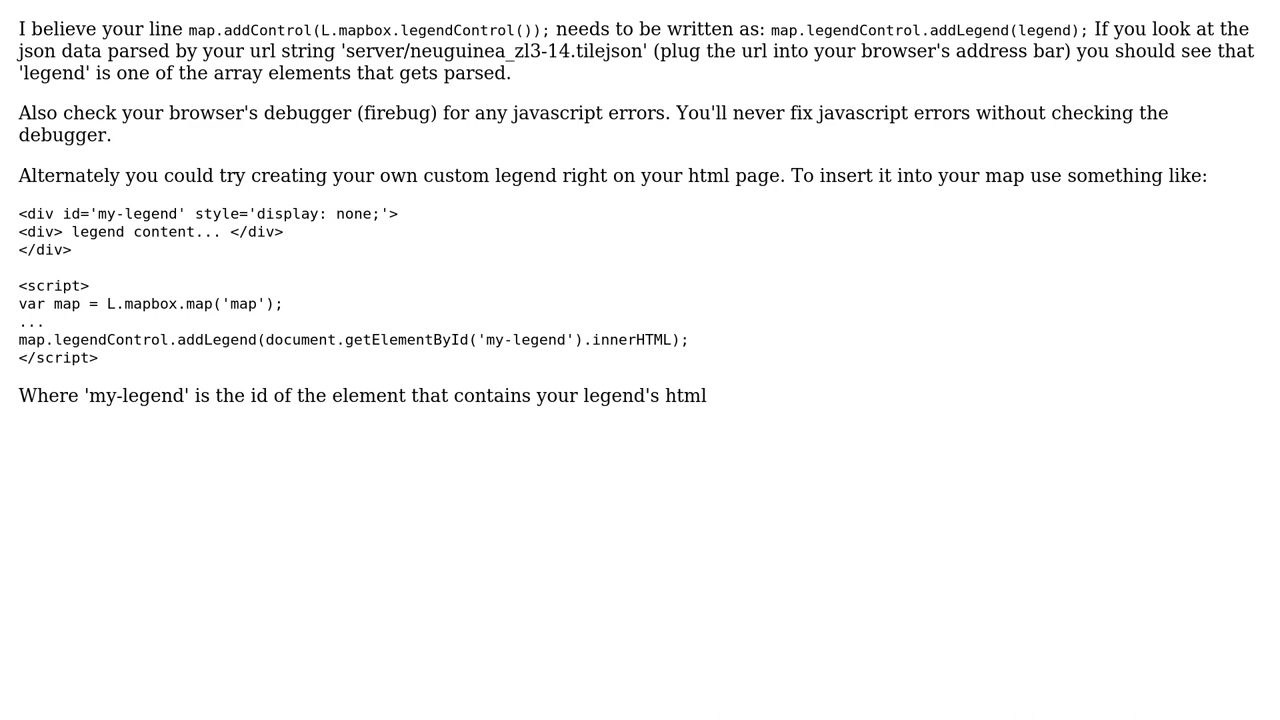 I believe your line map.addControl(L.mapbox.legendControl()); needs to be written as: map.legendControl.addLegend(legend); If you look at the
json data parsed by your url string 'server/neuguinea_zl3-14.tilejson' (plug the url into your browser's address bar) you should see that
'legend' is one of the array elements that gets parsed.
Also check your browser's debugger (firebug) for any javascript errors. You'll never fix javascript errors without checking the
debugger.
Alternately you could try creating your own custom legend right on your html page. To insert it into your map use something like:
<div id='my-legend' style='display: none;'>
<div> legend content... </div>
</div>
<script>
var map = L.mapbox.map('map');
...
map.legendControl.addLegend(document.getElementById('my-legend').innerHTML);
</script>
Where 'my-legend' is the id of the element that contains your legend's html